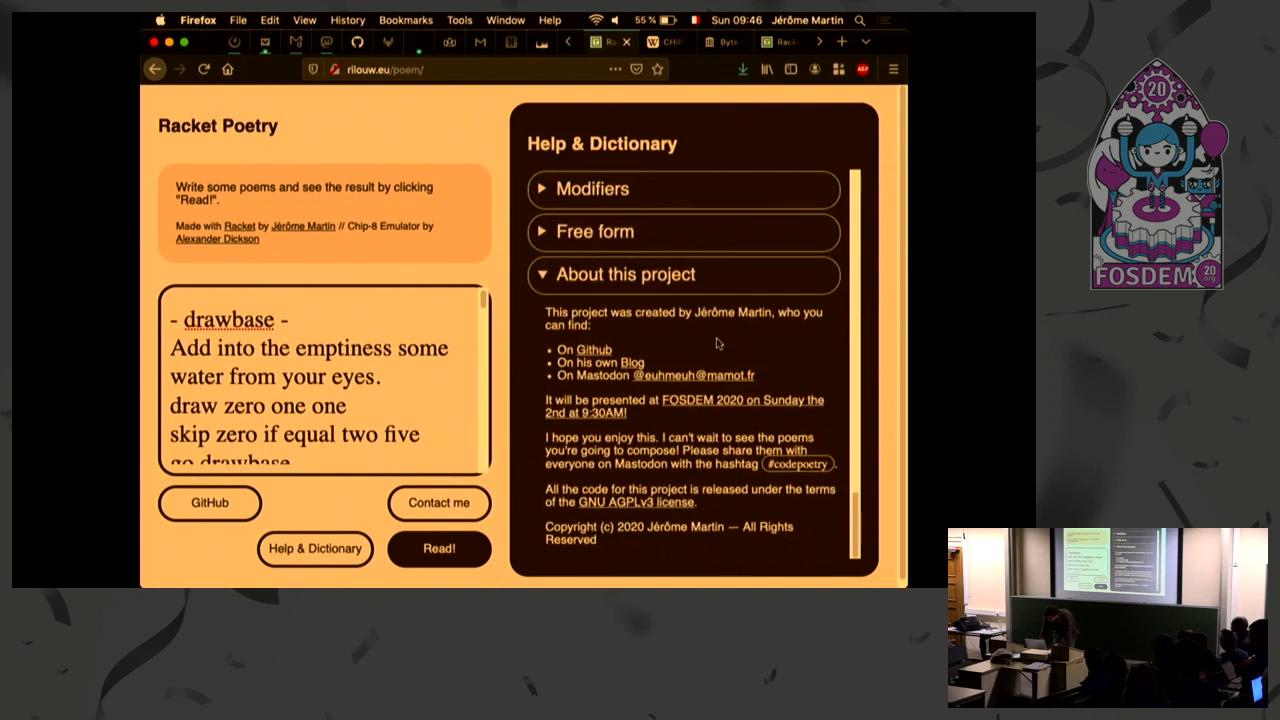 Firefox File Edit View History Bookmarks Tools Window Help 55 % Sun 09:46 Jérôme Martin
CHIP
Byte
Rack
rilouw.eu/poem/
ABP
Racket Poetry
Write some poems and see the result by clicking
"Read!".
Made with Racket by Jérôme Martin // Chip-8 Emulator by
Alexander Dickson
- drawbase -
Add into the emptiness some
water from your eyes.
draw zero one one
skip zero if equal two five
go drawbase
GitHub
Contact me
Help & Dictionary
Read!
Help & Dictionary
Modifiers
Free form
About this project
This project was created by Jérôme Martin, who you
can find:
• On Github
• On his own Blog
• On Mastodon @euhmeuh@mamot.fr
It will be presented at FOSDEM 2020 on Sunday the
2nd at 9:30AM!
I hope you enjoy this. I can't wait to see the poems
you're going to compose! Please share them with
everyone on Mastodon with the hashtag #codepoetry.
All the code for this project is released under the terms
of the GNU AGPLv3 license.
Copyright (c) 2020 Jérôme Martin — All Rights
Reserved
20
FOSDEM 20
.org